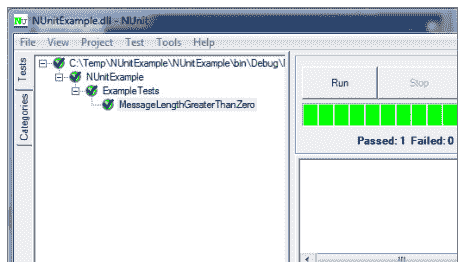 NUnitExample.dll - NUnit
File View Project Test Tools Help
Tests
Categories
C:\Temp\NUnitExample\NUnitExample\bin\Debug\
NUnitExample
ExampleTests
MessageLengthGreaterThanZero
Run
Stop
Passed: 1 Failed: 0